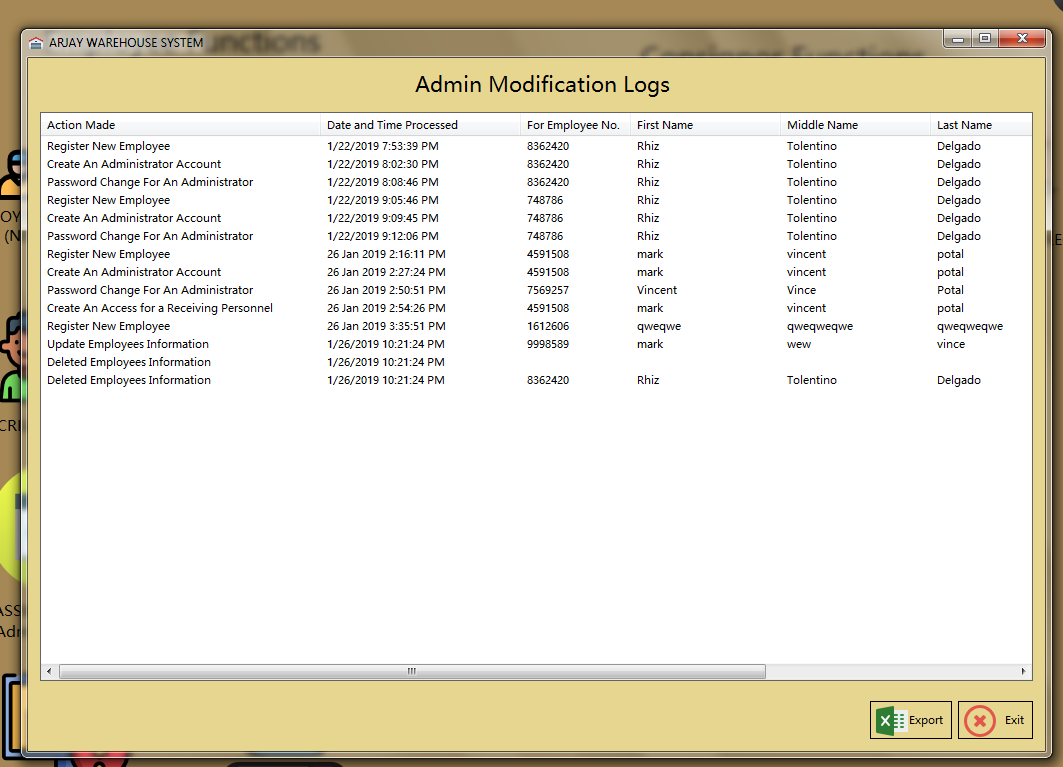 Functions
Consignor Functions
ARJAY WAREHOUSE SYSTEM
Admin Modification Logs
Action Made Date and Time Processed For Employee No. First Name Middle Name Last Name
Register New Employee 1/22/2019 7:53:39 PM 8362420 Rhiz Tolentino Delgado
Create An Administrator Account 1/22/2019 8:02:30 PM 8362420 Rhiz Tolentino Delgado
Password Change For An Administrator 1/22/2019 8:08:46 PM 8362420 Rhiz Tolentino Delgado
Register New Employee 1/22/2019 9:05:46 PM 748786 Rhiz Tolentino Delgado
Create An Administrator Account 1/22/2019 9:09:45 PM 748786 Rhiz Tolentino Delgado
Password Change For An Administrator 1/22/2019 9:12:06 PM 748786 Rhiz Tolentino Delgado
Register New Employee 26 Jan 2019 2:16:11 PM 4591508 mark vincent potal
Create An Administrator Account 26 Jan 2019 2:27:24 PM 4591508 mark vincent potal
Password Change For An Administrator 26 Jan 2019 2:50:51 PM 7569257 Vincent Vince Potal
Create An Access for a Receiving Personnel 26 Jan 2019 2:54:26 PM 4591508 mark vincent potal
Register New Employee 26 Jan 2019 3:35:51 PM 1612606 qweqwe qweqweqwe qweqweqwe
Update Employees Information 1/26/2019 10:21:24 PM 9998589 mark wew vince
Deleted Employees Information 1/26/2019 10:21:24 PM
Deleted Employees Information 1/26/2019 10:21:24 PM 8362420 Rhiz Tolentino Delgado
Export Exit